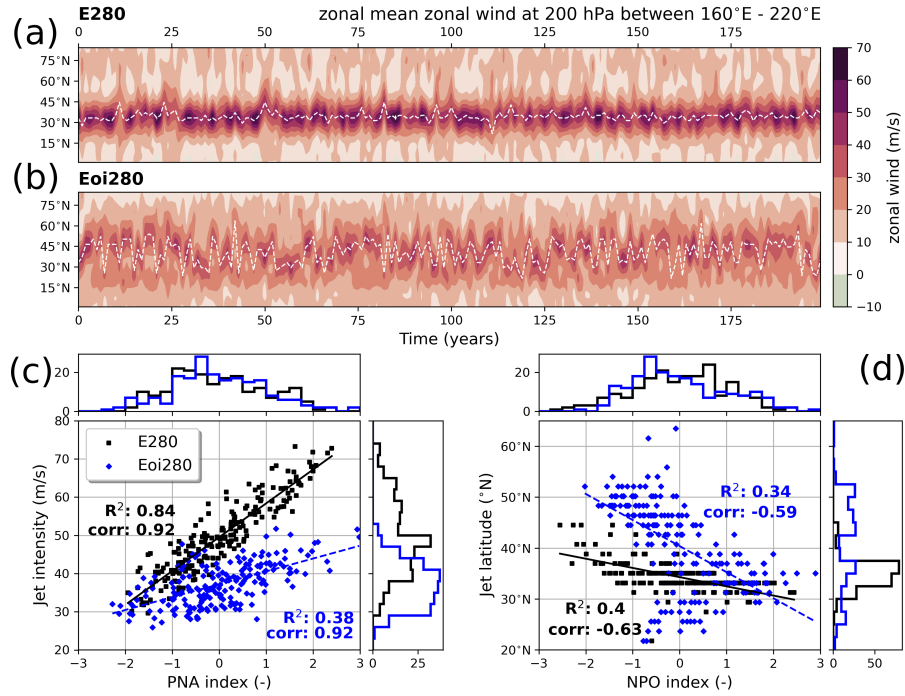 (a)
E280
zonal mean zonal wind at 200 hPa between 160°E - 220°E
0 25 50 75 100 125 150 175
75°N
60°N
45°N
30°N
15°N
(b)
Eoi280
75°N
60°N
45°N
30°N
15°N
0 25 50 75 100 125 150 175
Time (years)
70
60
50
40
30
20
10
0
−10
zonal wind (m/s)
(c)
20
0
80
70
60
50
40
30
20
Jet intensity (m/s)
E280
Eoi280
R²: 0.84
corr: 0.92
R²: 0.38
corr: 0.92
−3 −2 −1 0 1 2 3
PNA index (-)
0 25
(d)
20
0
60°N
50°N
40°N
30°N
20°N
Jet latitude (°N)
R²: 0.34
corr: -0.59
R²: 0.4
corr: -0.63
−3 −2 −1 0 1 2 3
NPO index (-)
0 50